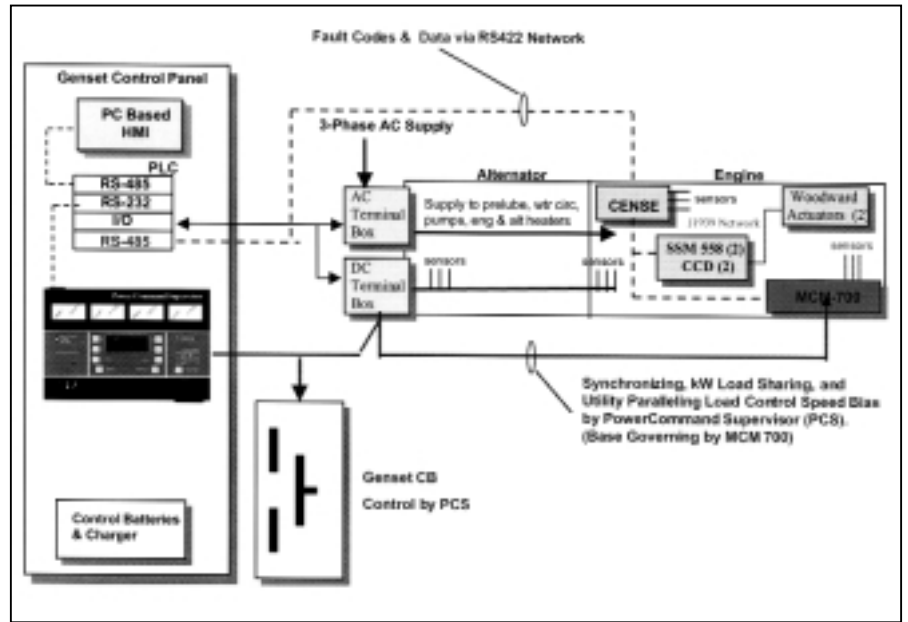 Fault Codes & Data via RS422 Network
Genset Control Panel
PC Based
HMI
PLC
RS-485
RS-232
I/O
RS-485
3-Phase AC Supply
AC
Terminal
Box
Alternator
Supply to prelube, wtr circ,
pumps, eng & alt heaters
DC
Terminal
Box
sensors
sensors
Engine
CENSE
sensors
J1939 Network
Woodward
Actuators (2)
SSM 558 (2)
CCD (2)
sensors
MCM-700
PowerCommand Supervisor
Synchronizing, kW Load Sharing, and
Utility Paralleling Load Control Speed Bias
by PowerCommand Supervisor (PCS).
(Base Governing by MCM 700)
Genset CB
Control by PCS
Control Batteries
& Charger